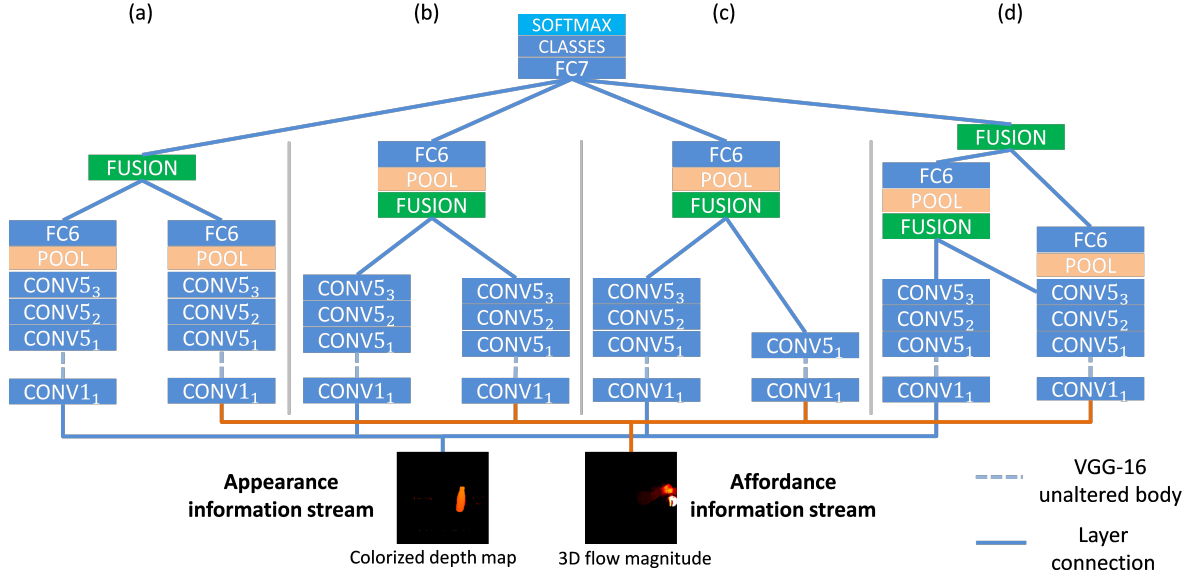 (a)
(b)
(c)
(d)
SOFTMAX
CLASSES
FC7
FUSION
FC6
POOL
CONV5₃
CONV5₂
CONV5₁
CONV1₁
FC6
POOL
CONV5₃
CONV5₂
CONV5₁
CONV1₁
FC6
POOL
FUSION
CONV5₃
CONV5₂
CONV5₁
CONV1₁
CONV5₃
CONV5₂
CONV5₁
CONV1₁
FC6
POOL
FUSION
CONV5₃
CONV5₂
CONV5₁
CONV1₁
CONV5₁
CONV1₁
FUSION
FC6
POOL
FUSION
CONV5₃
CONV5₂
CONV5₁
CONV1₁
FC6
POOL
CONV5₃
CONV5₂
CONV5₁
CONV1₁
Appearance
information stream
Colorized depth map
3D flow magnitude
Affordance
information stream
VGG-16
unaltered body
Layer
connection